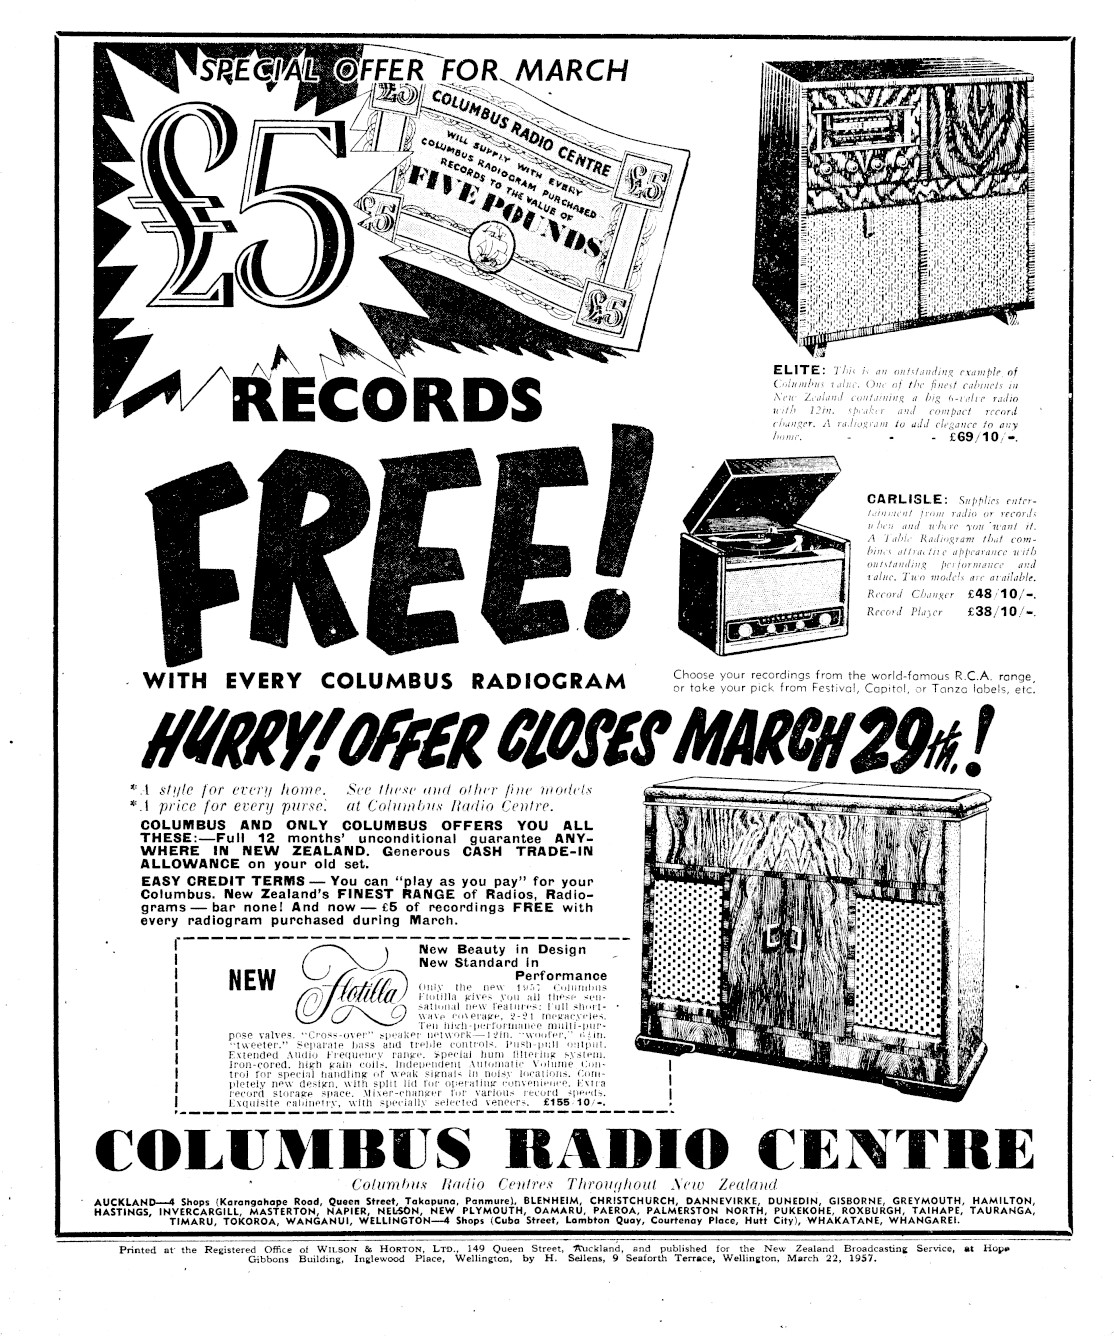 SPECIAL OFFER FOR MARCH
£5
£5
COLUMBUS RADIO CENTRE
WILL SUPPLY WITH EVERY
COLUMBUS RADIOGRAM PURCHASED
RECORDS TO THE VALUE OF
FIVE POUNDS
£5
£5
£5
RECORDS
FREE!
WITH EVERY COLUMBUS RADIOGRAM
ELITE: This is an outstanding example of
Columbus value. One of the finest cabinets in
New Zealand containing a big 6-valve radio
with 12in. speaker and compact record
changer. A radiogram to add elegance to any
home. - - - £69/10/-.
CARLISLE: Supplies enter-
tainment from radio or records
when and where you want it.
A Table Radiogram that com-
bines attractive appearance with
outstanding performance and
value. Two models are available.
Record Changer £48/10/-.
Record Player £38/10/-.
Choose your recordings from the world-famous R.C.A. range,
or take your pick from Festival, Capitol, or Tanza labels, etc.
HURRY! OFFER CLOSES MARCH 29th.!
*A style for every home. See these and other fine models
*A price for every purse. at Columbus Radio Centre.
COLUMBUS AND ONLY COLUMBUS OFFERS YOU ALL
THESE:—Full 12 months' unconditional guarantee ANY-
WHERE IN NEW ZEALAND. Generous CASH TRADE-IN
ALLOWANCE on your old set.
EASY CREDIT TERMS — You can "play as you pay" for your
Columbus. New Zealand's FINEST RANGE of Radios, Radio-
grams — bar none! And now — £5 of recordings FREE with
every radiogram purchased during March.
NEW Flotilla
New Beauty in Design
New Standard in
Performance
Only the new 1957 Columbus
Flotilla gives you all these sen-
sational new features: Full short-
wave coverage, 2-21 megacycles.
Ten high-performance multi-pur-
pose valves. "Cross-over" speaker network—12in. "woofer," 6½in.
"tweeter." Separate bass and treble controls. Push-pull output.
Extended Audio Frequency range, special hum filtering system.
Iron-cored, high gain coils. Independent Automatic Volume Con-
trol for special handling of weak signals in noisy locations. Com-
pletely new design, with split lid for operating convenience. Extra
record storage space. Mixer-changer for various record speeds.
Exquisite cabinetry, with specially selected veneers. £155/10/-.
COLUMBUS RADIO CENTRE
Columbus Radio Centres Throughout New Zealand
AUCKLAND—4 Shops (Karangahape Road, Queen Street, Takapuna, Panmure), BLENHEIM, CHRISTCHURCH, DANNEVIRKE, DUNEDIN, GISBORNE, GREYMOUTH, HAMILTON,
HASTINGS, INVERCARGILL, MASTERTON, NAPIER, NELSON, NEW PLYMOUTH, OAMARU, PAEROA, PALMERSTON NORTH, PUKEKOHE, ROXBURGH, TAIHAPE, TAURANGA,
TIMARU, TOKOROA, WANGANUI, WELLINGTON—4 Shops (Cuba Street, Lambton Quay, Courtenay Place, Hutt City), WHAKATANE, WHANGAREI.
Printed at the Registered Office of WILSON & HORTON, LTD., 149 Queen Street, Auckland, and published for the New Zealand Broadcasting Service, at Hope
Gibbons Building, Inglewood Place, Wellington, by H. Sellens, 9 Seaforth Terrace, Wellington, March 22, 1957.